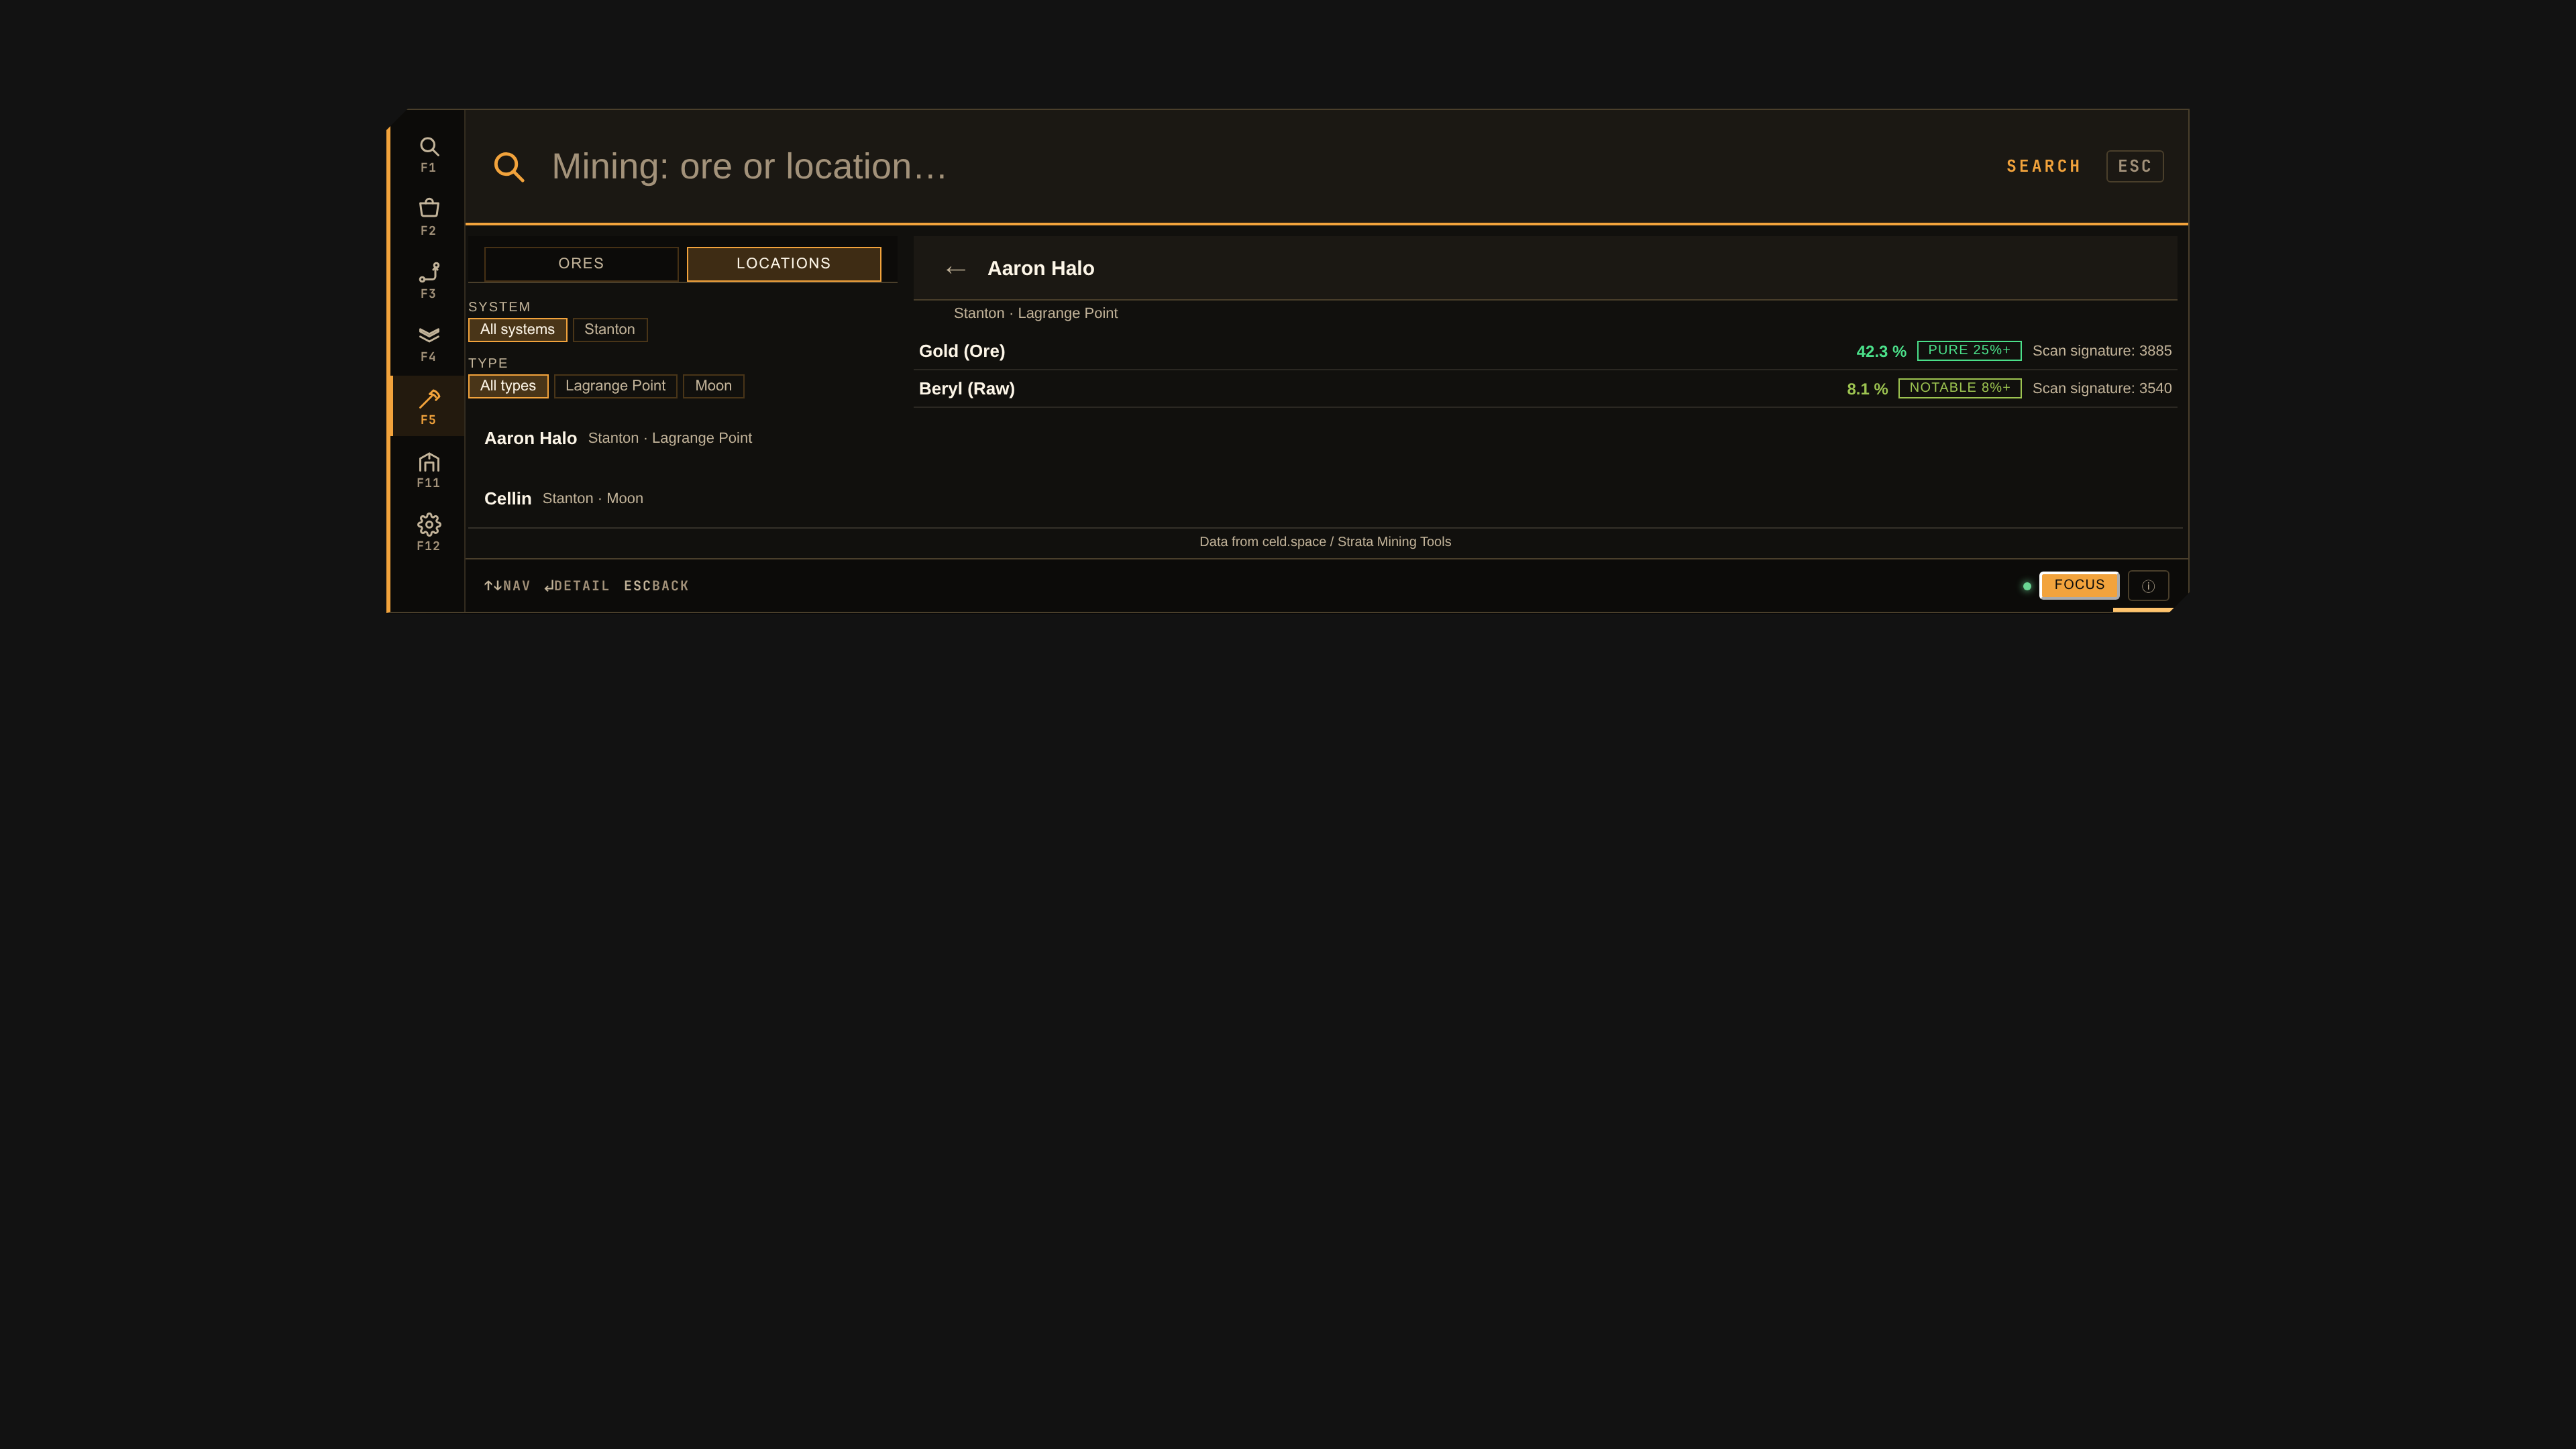 F1
F2
F3
F4
F5
F11
F12
Mining: ore or location…
SEARCH ESC
ORES LOCATIONS
SYSTEM
All systems Stanton
TYPE
All types Lagrange Point Moon
Aaron Halo Stanton · Lagrange Point
Cellin Stanton · Moon
← Aaron Halo
Stanton · Lagrange Point
Gold (Ore) 42.3 % PURE 25%+ Scan signature: 3885
Beryl (Raw) 8.1 % NOTABLE 8%+ Scan signature: 3540
Data from celd.space / Strata Mining Tools
↑↓NAV ↵DETAIL ESCBACK
FOCUS ⓘ